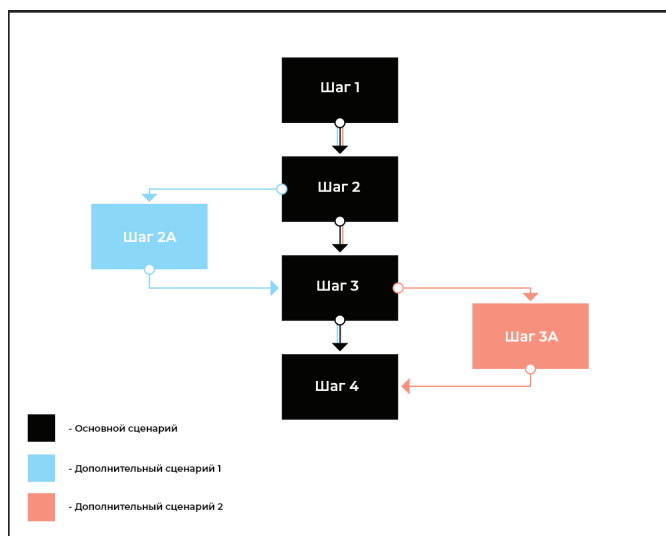 Шаг 1
Шаг 2
Шаг 2А
Шаг 3
Шаг 3А
Шаг 4
- Основной сценарий
- Дополнительный сценарий 1
- Дополнительный сценарий 2